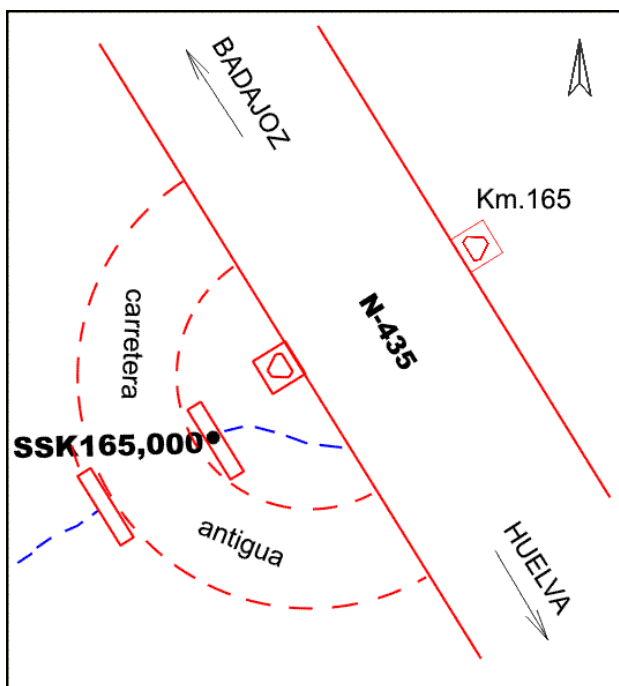 BADAJOZ
Km.165
carretera
N-435
SSK165,000
antigua
HUELVA